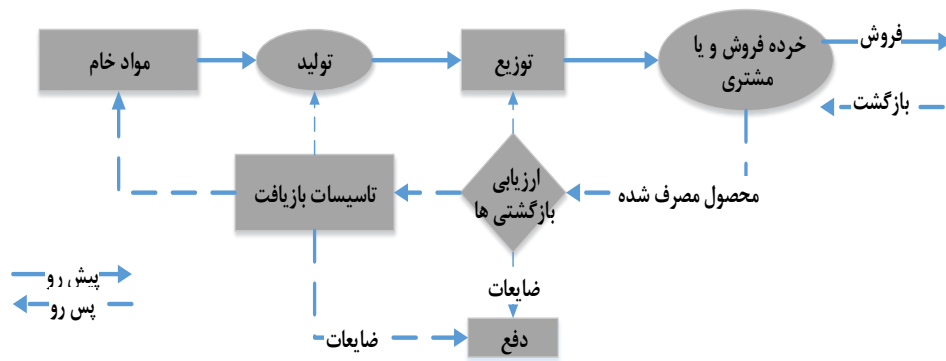 مواد خام
تولید
توزیع
خرده فروش و یا
مشتری
فروش
بازگشت
تاسیسات بازیافت
ارزیابی
بازگشتی ها
محصول مصرف شده
پیش رو
پس رو
ضایعات
ضایعات
دفع